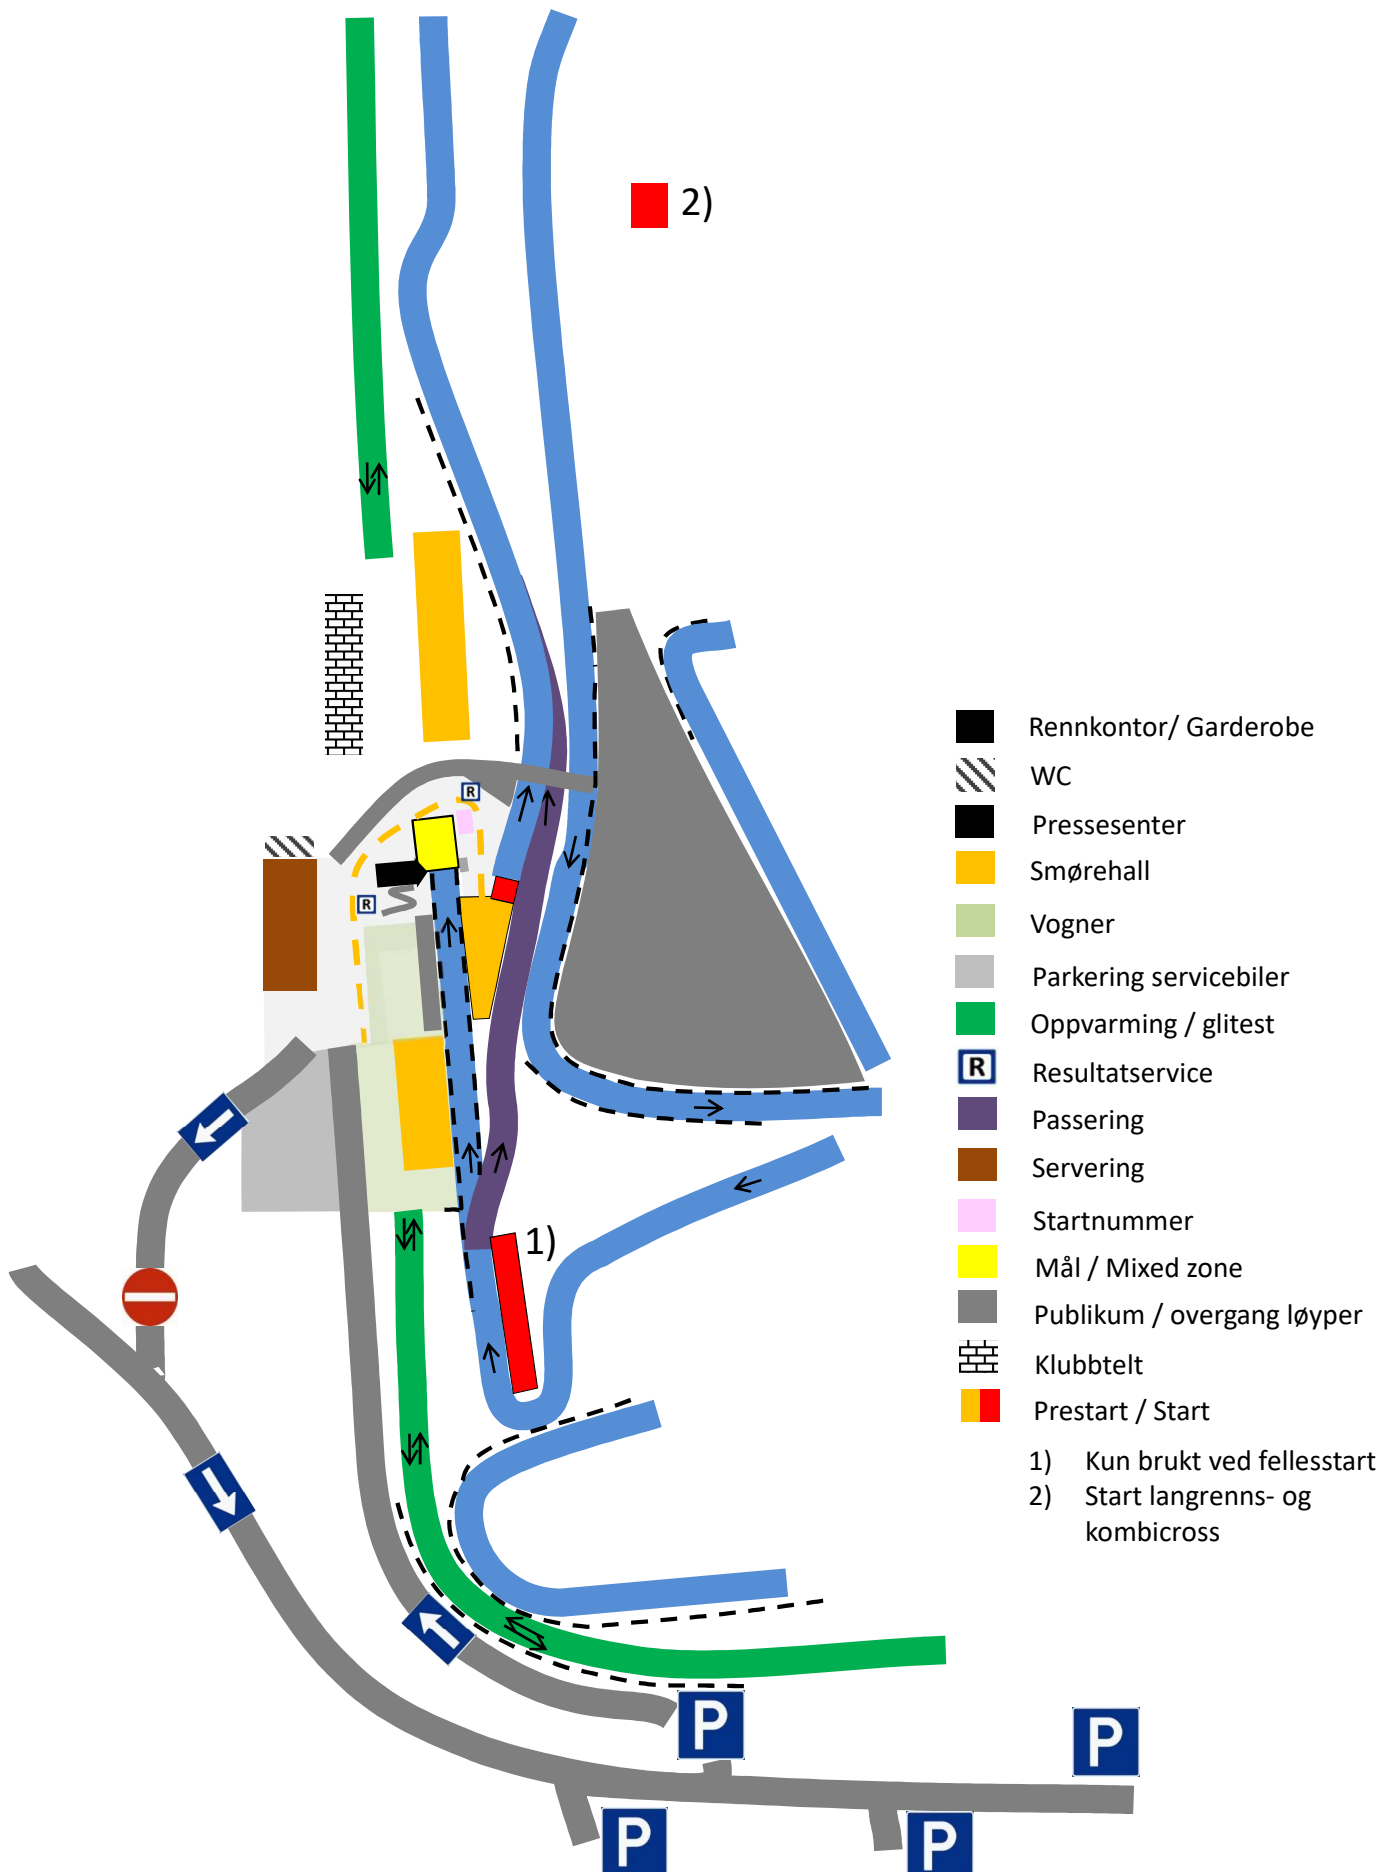 2)
R
R
1)
Rennkontor/ Garderobe
WC
Pressesenter
Smørehall
Vogner
Parkering servicebiler
Oppvarming / glitest
R Resultatservice
Passering
Servering
Startnummer
Mål / Mixed zone
Publikum / overgang løyper
Klubbtelt
Prestart / Start
1) Kun brukt ved fellesstart
2) Start langrenns- og
kombicross
P
P
P
P